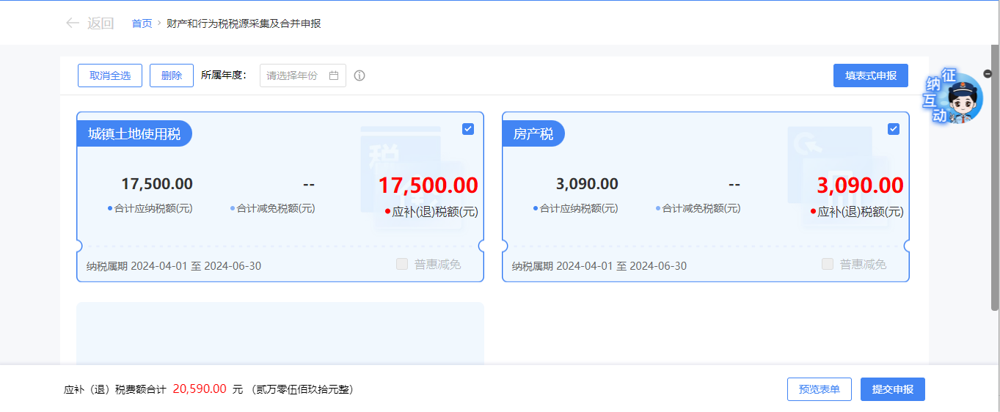 返回 首页 > 财产和行为税税源采集及合并申报
取消全选 删除 所属年度： 请选择年份 填表式申报
征
纳
互
动
城镇土地使用税
税
17,500.00 -- 17,500.00
合计应纳税额(元) 合计减免税额(元) 应补(退)税额(元)
纳税属期 2024-04-01 至 2024-06-30 普惠减免
房产税
3,090.00 -- 3,090.00
合计应纳税额(元) 合计减免税额(元) 应补(退)税额(元)
纳税属期 2024-04-01 至 2024-06-30 普惠减免
应补（退）税费额合计 20,590.00 元 （贰万零伍佰玖拾元整） 预览表单 提交申报